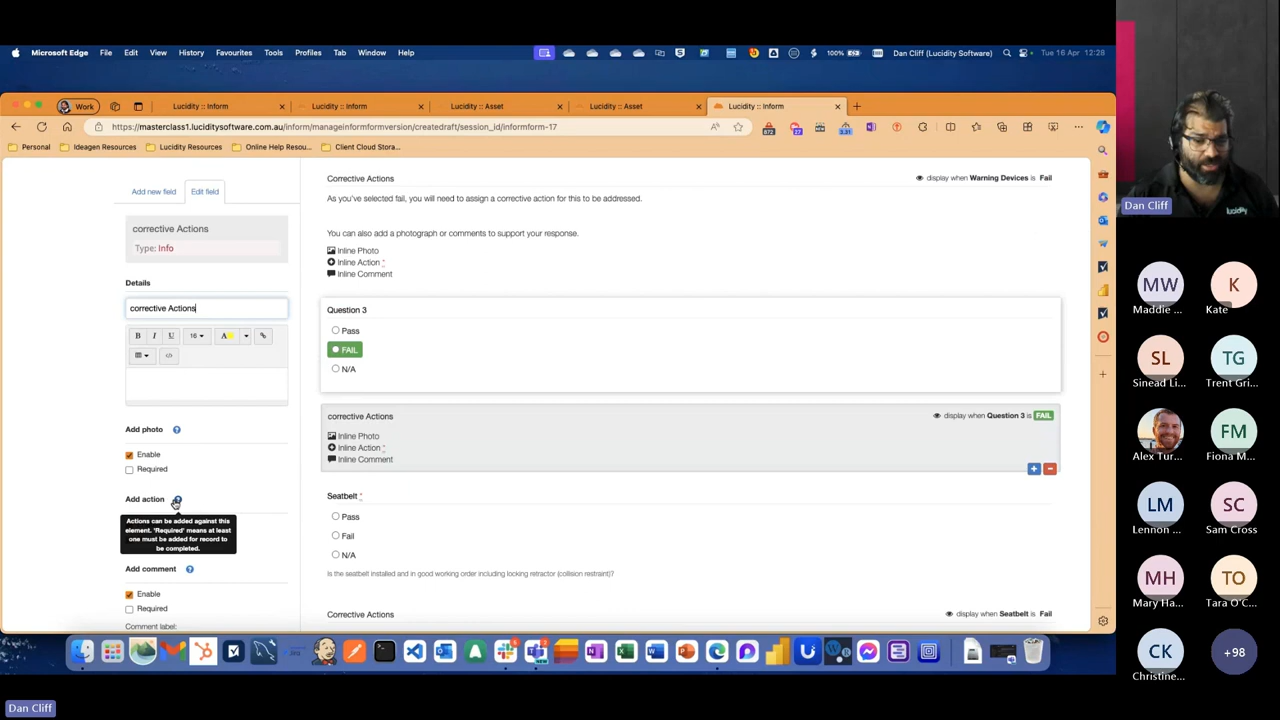 Microsoft Edge File Edit View History Favourites Tools Profiles Tab Window Help 100% Dan Cliff (Lucidity Software) Tue 16 Apr 12:28
Work Lucidity :: Inform Lucidity :: Inform Lucidity :: Asset Lucidity :: Asset Lucidity :: Inform
https://masterclass1.luciditysoftware.com.au/inform/manageinformformversion/createdraft/session_id/informform-17
Personal Ideagen Resources Lucidity Resources Online Help Resou... Client Cloud Stora...
Add new field Edit field
corrective Actions
Type: Info
Details
corrective Actions
B I U 16 A
Add photo ?
Enable
Required
Add action ?
Actions can be added against this
element. 'Required' means at least
one must be added for record to
be completed.
Add comment ?
Enable
Required
Comment label:
Corrective Actions display when Warning Devices is Fail
As you've selected fail, you will need to assign a corrective action for this to be addressed.
You can also add a photograph or comments to support your response.
Inline Photo
Inline Action *
Inline Comment
Question 3
Pass
FAIL
N/A
corrective Actions display when Question 3 is FAIL
Inline Photo
Inline Action *
Inline Comment
Seatbelt *
Pass
Fail
N/A
Is the seatbelt installed and in good working order including locking retractor (collision restraint)?
Corrective Actions display when Seatbelt is Fail
Dan Cliff
lucidity
MW K
Maddie ... Kate
SL TG
Sinead Li... Trent Gri...
FM
Alex Tur... Fiona M...
LM SC
Lennon ... Sam Cross
MH TO
Mary Ha... Tara O'C...
CK +98
Christine...
Dan Cliff